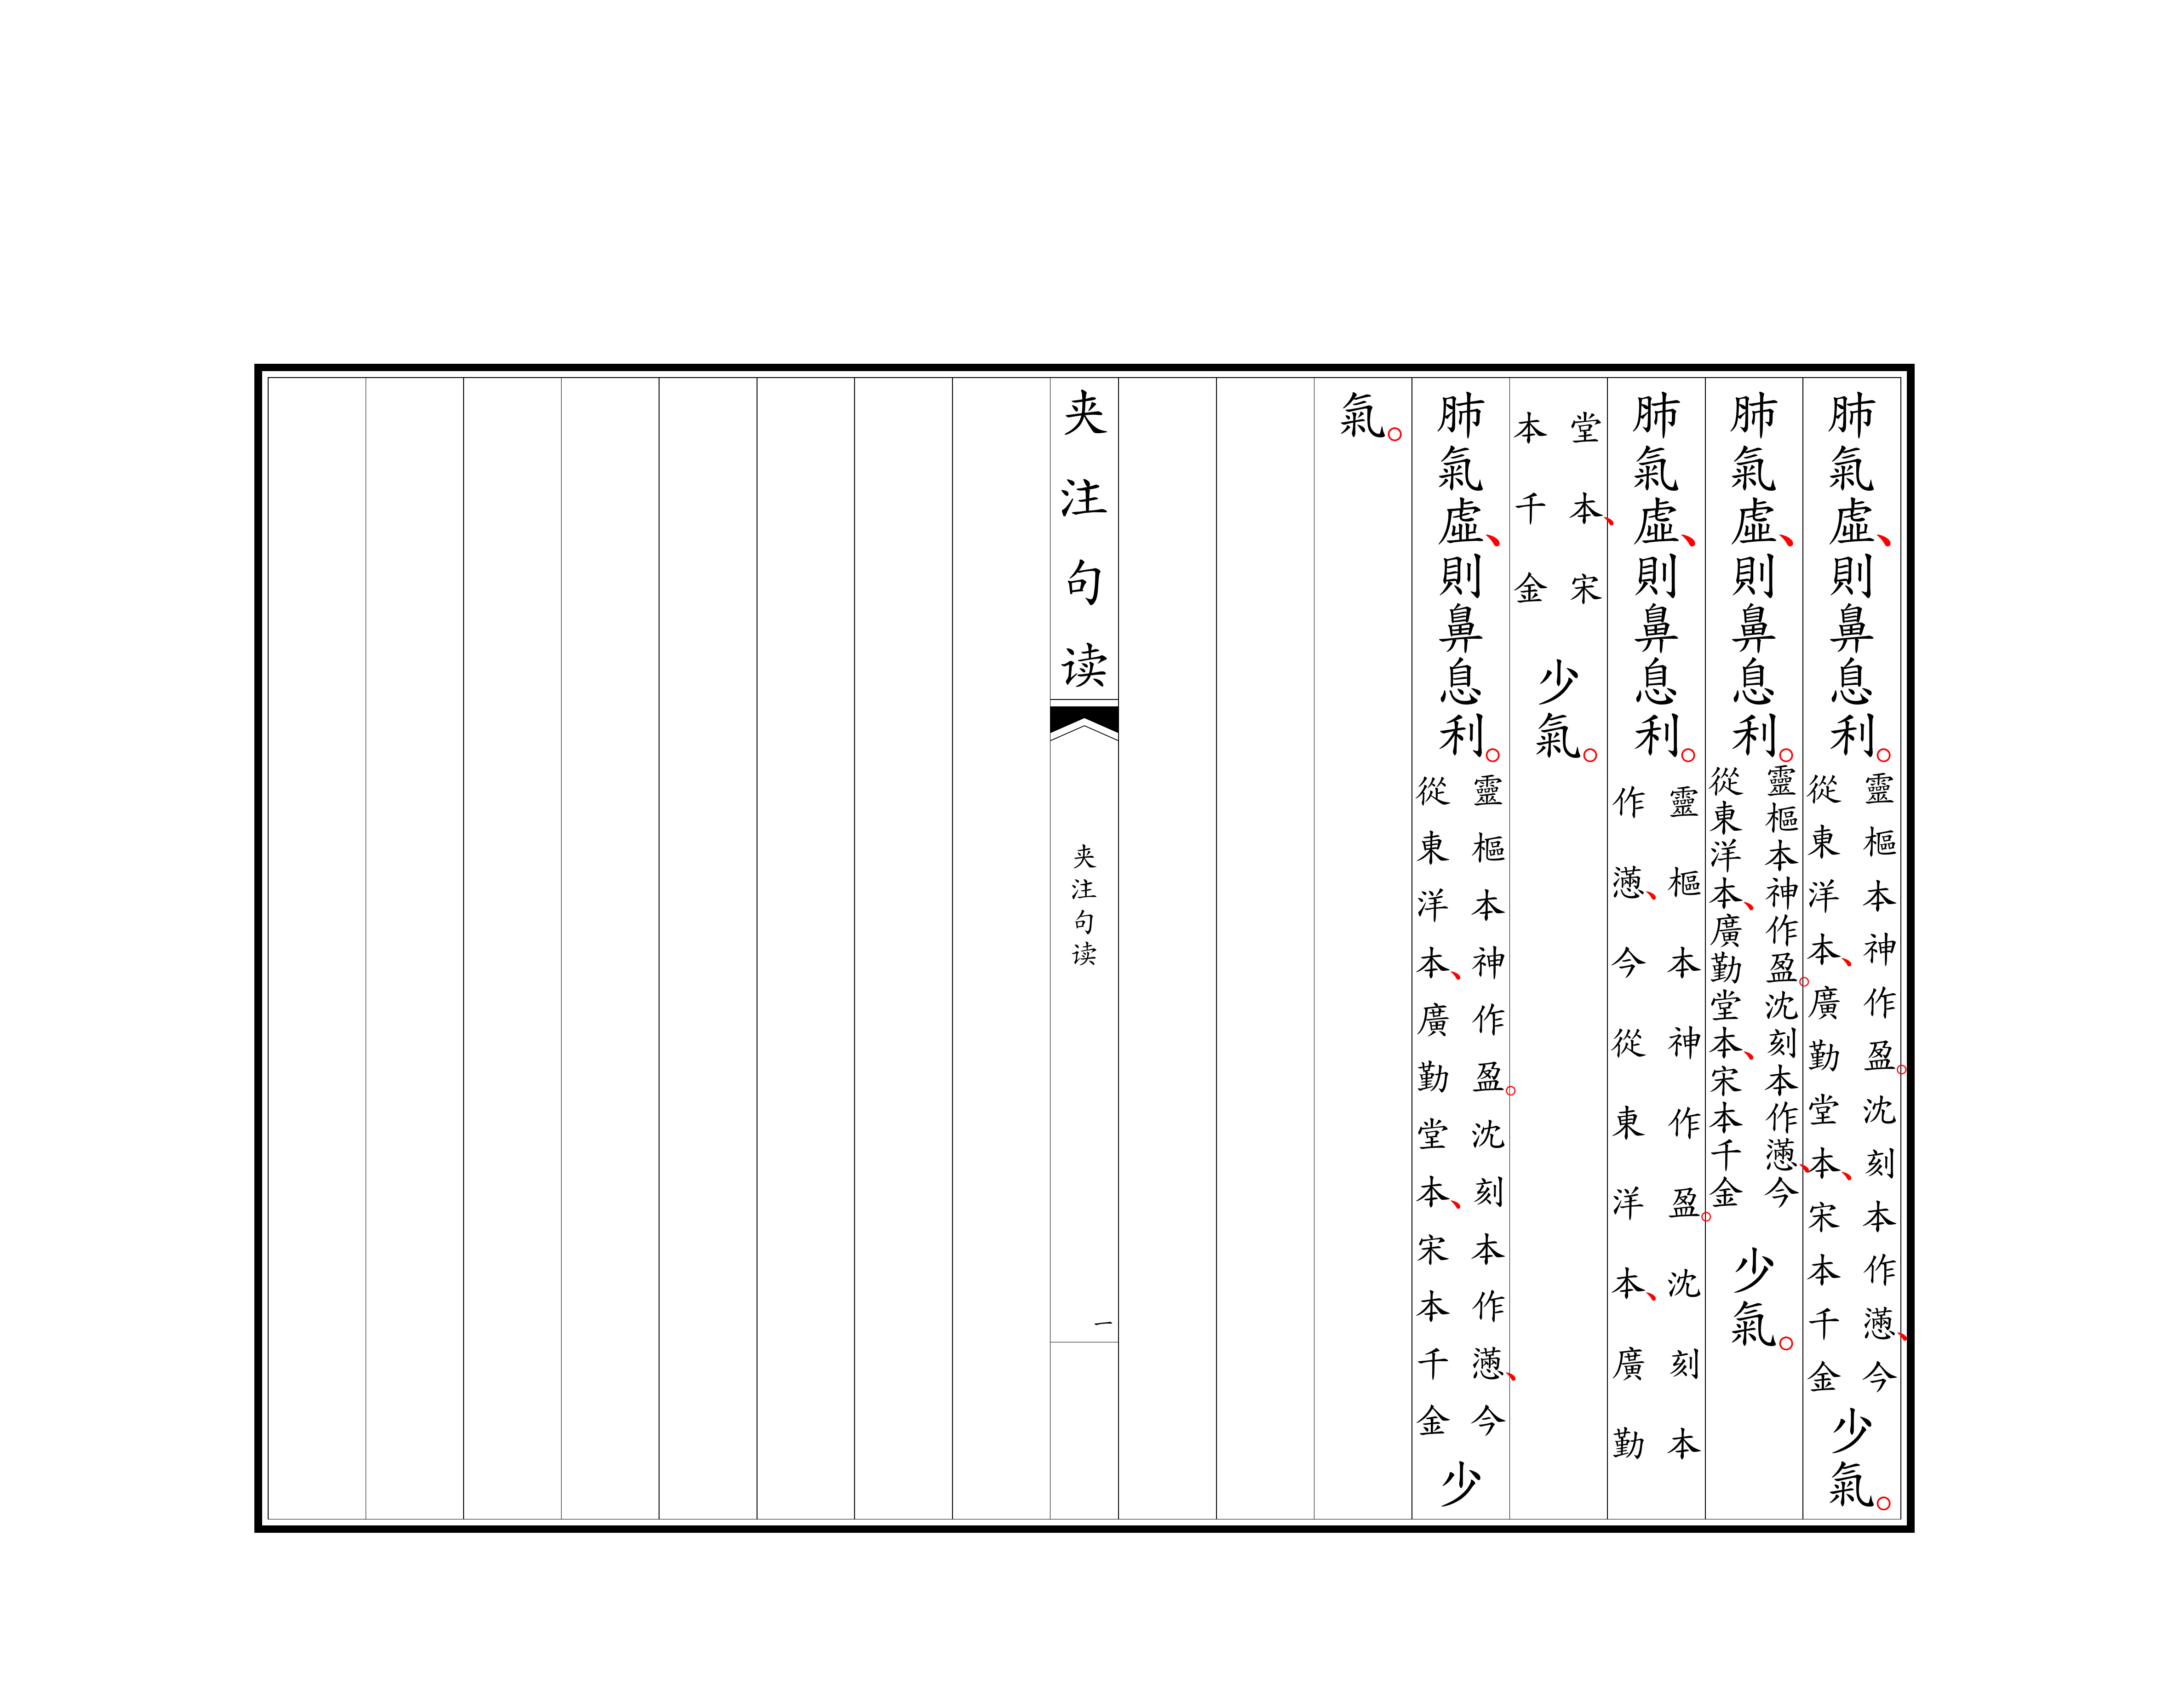 肺氣虛、則鼻息利。靈樞本神作盈。沈刻本作懣、今從東洋本、廣勤堂本、宋本千金少氣。
肺氣虛、則鼻息利。靈樞本神作盈。沈刻本作懣、今從東洋本、廣勤堂本、宋本千金少氣。
肺氣虛、則鼻息利。靈樞本神作盈。沈刻本作懣、今從東洋本、廣勤
堂本、宋本千金少氣。
肺氣虛、則鼻息利。靈樞本神作盈。沈刻本作懣、今從東洋本、廣勤堂本、宋本千金少
氣。
夹注句读
夹注句读
一